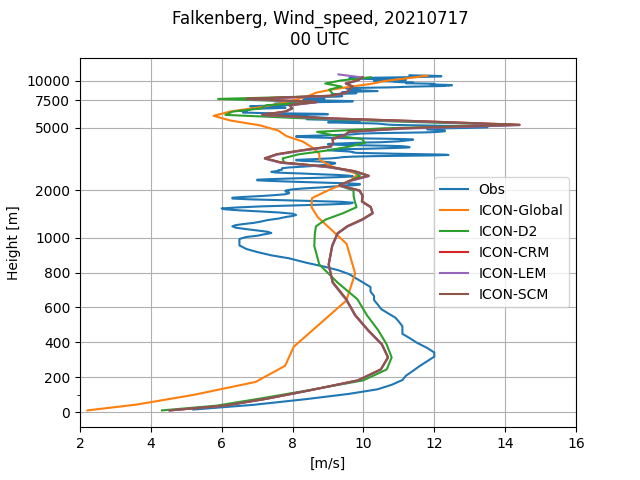 Falkenberg, Wind_speed, 20210717
00 UTC
10000
7500
5000
2000
1000
800
600
400
200
0
Height [m]
Obs
ICON-Global
ICON-D2
ICON-CRM
ICON-LEM
ICON-SCM
2 4 6 8 10 12 14 16
[m/s]